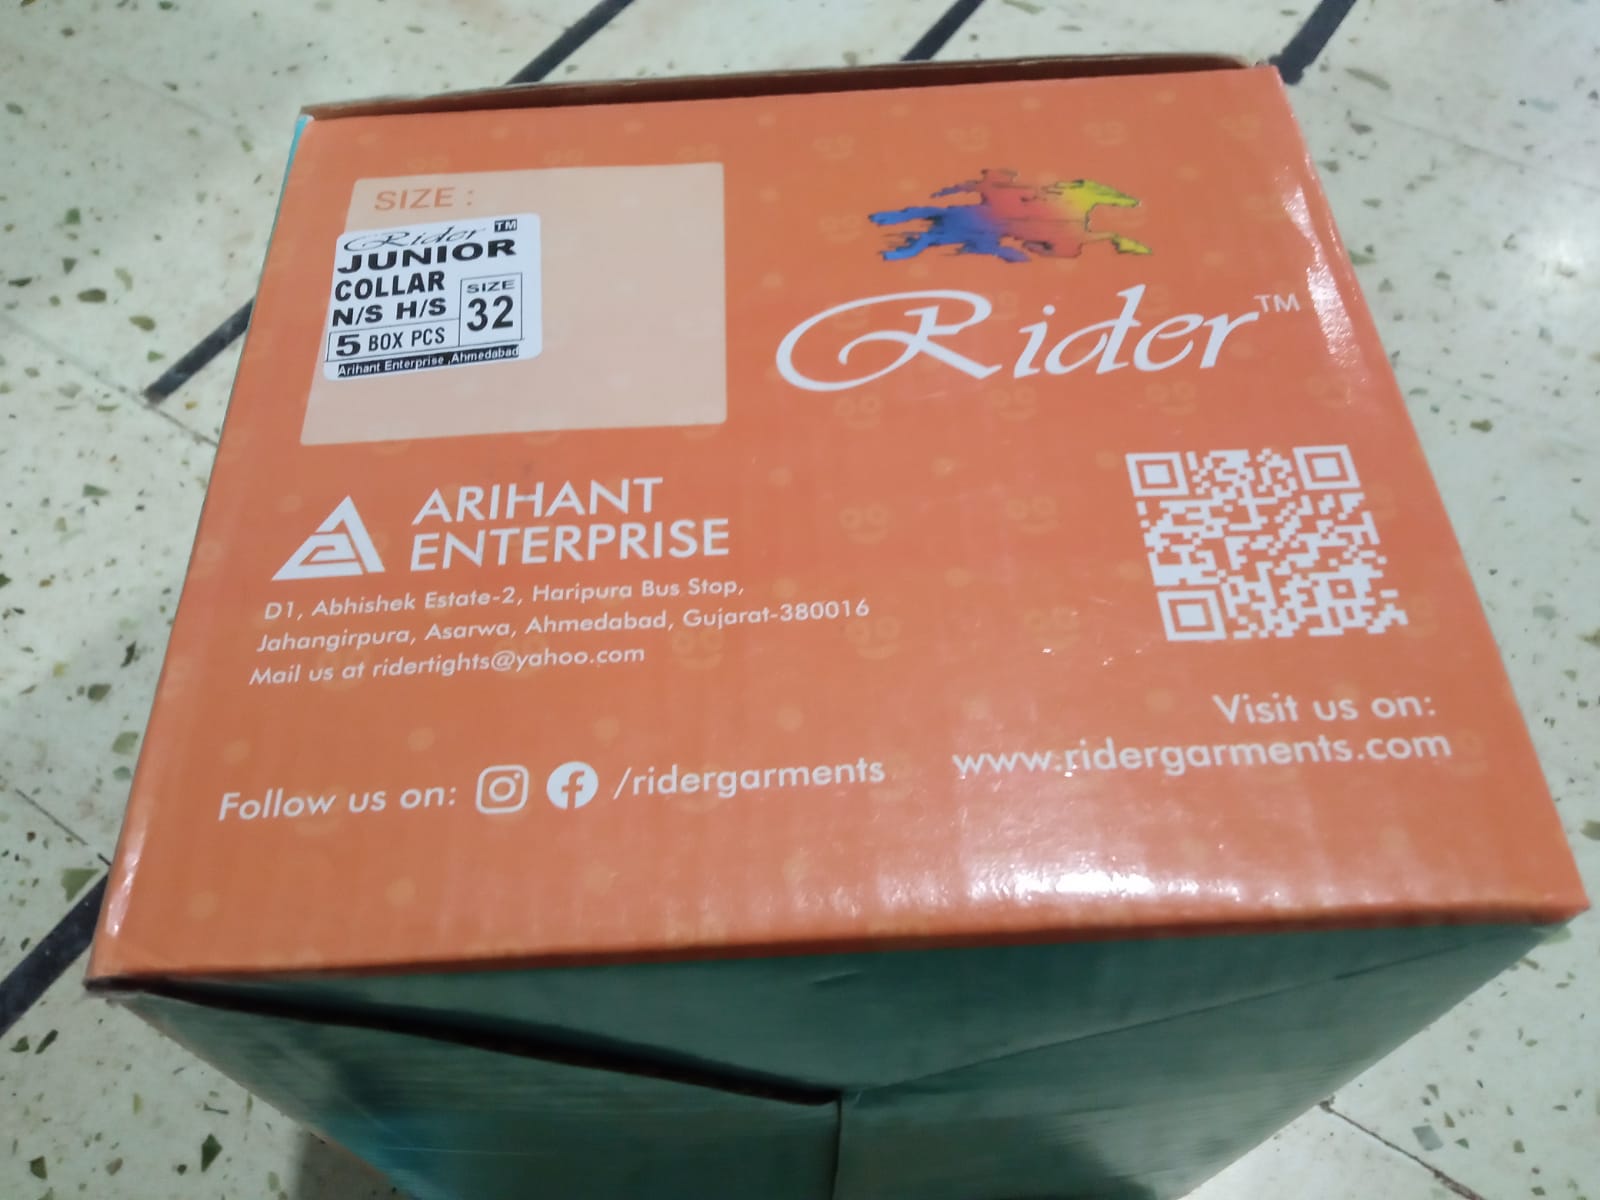 SIZE :
Rider TM
JUNIOR
COLLAR
N/S H/S
SIZE
32
5 BOX PCS
Arihant Enterprise ,Ahmedabad
Rider TM
ARIHANT
ENTERPRISE
D1, Abhishek Estate-2, Haripura Bus Stop,
Jahangirpura, Asarwa, Ahmedabad, Gujarat-380016
Mail us at ridertights@yahoo.com
Follow us on: /ridergarments
Visit us on:
www.ridergarments.com